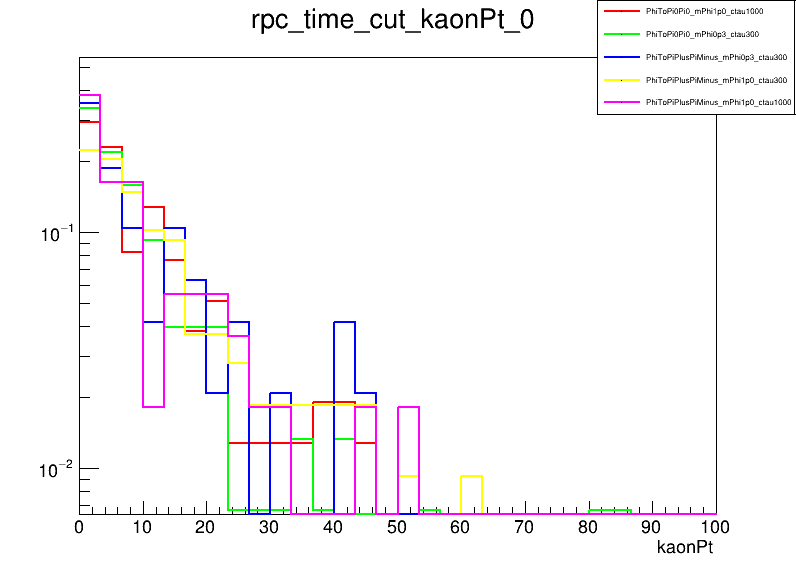 rpc_time_cut_kaonPt_0
PhiToPi0Pi0_mPhi1p0_ctau1000
PhiToPi0Pi0_mPhi0p3_ctau300
PhiToPiPlusPiMinus_mPhi0p3_ctau300
PhiToPiPlusPiMinus_mPhi1p0_ctau300
PhiToPiPlusPiMinus_mPhi1p0_ctau1000
10⁻¹
10⁻²
0 10 20 30 40 50 60 70 80 90 100
kaonPt